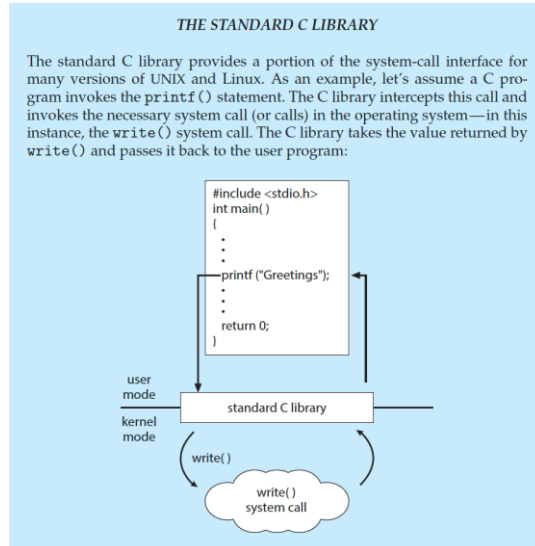 THE STANDARD C LIBRARY
The standard C library provides a portion of the system-call interface for
many versions of UNIX and Linux. As an example, let's assume a C pro-
gram invokes the printf() statement. The C library intercepts this call and
invokes the necessary system call (or calls) in the operating system—in this
instance, the write() system call. The C library takes the value returned by
write() and passes it back to the user program:
#include <stdio.h>
int main( )
{
.
.
.
printf ("Greetings");
.
.
.
return 0;
}
user
mode
standard C library
kernel
mode
write( )
write( )
system call